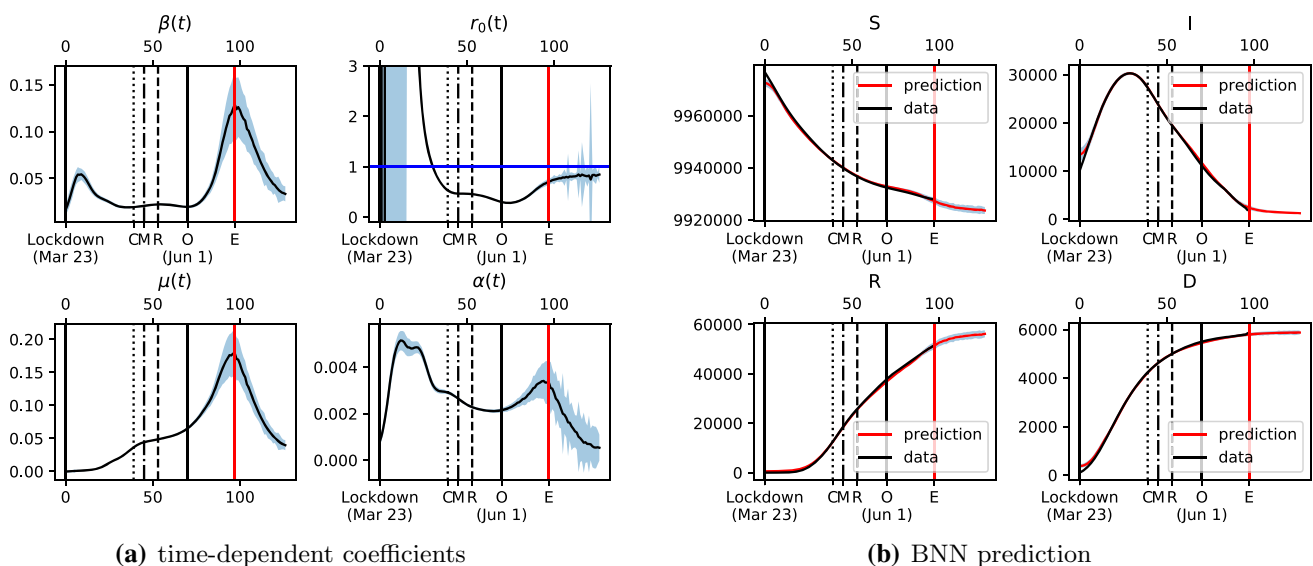 β(t)
0 50 100
0.15
0.10
0.05
Lockdown CM R O E
(Mar 23) (Jun 1)
r₀(t)
0 50 100
3
2
1
0
Lockdown CM R O E
(Mar 23) (Jun 1)
μ(t)
0 50 100
0.20
0.15
0.10
0.05
0.00
0 50 100
α(t)
0 50 100
0.004
0.002
0.000
Lockdown CM R O E
(Mar 23) (Jun 1)
(a) time-dependent coefficients
S
0 50 100
9960000
9940000
9920000
prediction
data
Lockdown CM R O E
(Mar 23) (Jun 1)
I
0 50 100
30000
20000
10000
0
prediction
data
Lockdown CM R O E
(Mar 23) (Jun 1)
R
0 50 100
60000
40000
20000
0
prediction
data
Lockdown CM R O E
(Mar 23) (Jun 1)
D
0 50 100
6000
4000
2000
0
prediction
data
Lockdown CM R O E
(Mar 23) (Jun 1)
(b) BNN prediction